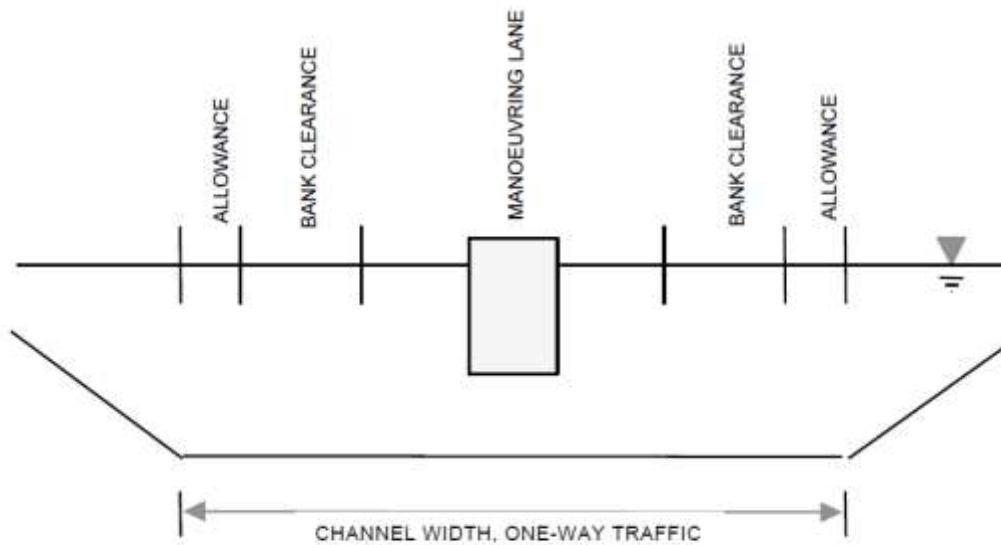 ALLOWANCE
BANK CLEARANCE
MANOEUVRING LANE
BANK CLEARANCE
ALLOWANCE
CHANNEL WIDTH, ONE-WAY TRAFFIC